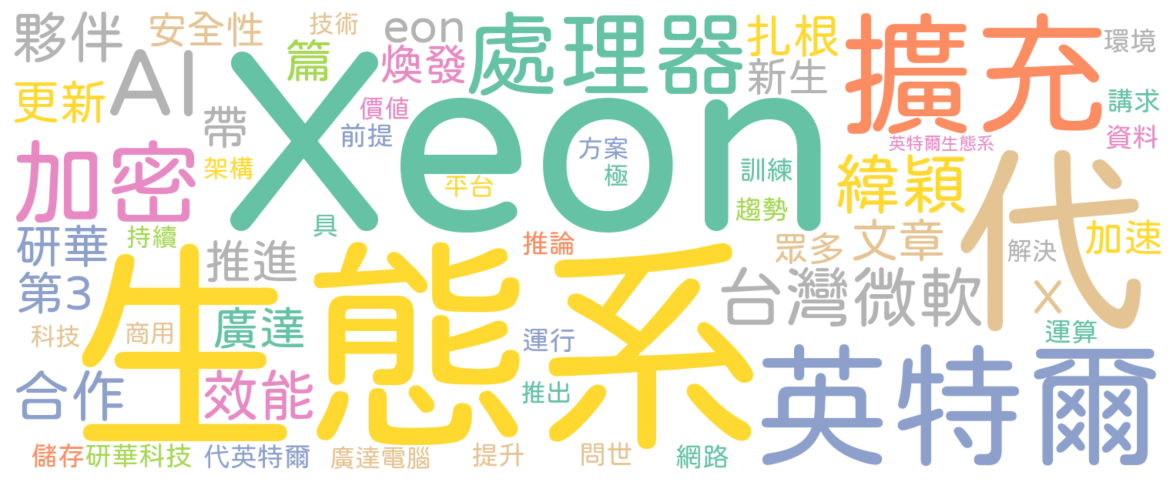 夥伴
安全性
技術
eon
處理器
扎根
擴充
環境
AI
篇
煥發
新生
更新
帶
價值
Xeon
講求
前提
方案
英特爾生態系
資料
加密
架構
平台
極
訓練
緯穎
代
趨勢
具
研華
持續
推進
推論
眾多
文章
解決
加速
第3
生態系
台灣微軟
X
科技
商用
廣達
運行
運算
合作
效能
推出
英特爾
儲存
研華科技
代英特爾
廣達電腦
提升
問世
網路